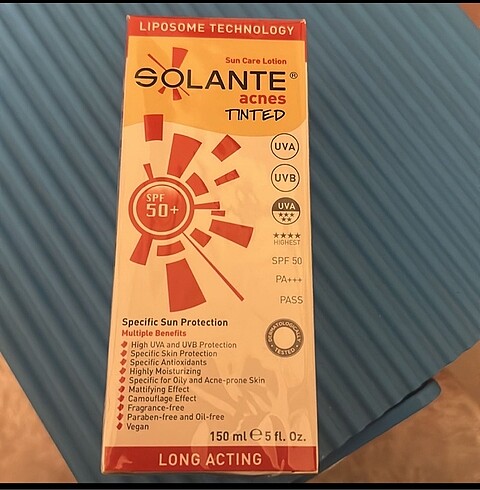 LIPOSOME TECHNOLOGY
Sun Care Lotion
SOLANTE®
acnes
TINTED
UVA
UVB
SPF
50+
UVA
★★★
★★
★★★★
HIGHEST
SPF 50
PA+++
PASS
DERMATOLOGICALLY
TESTED
Specific Sun Protection
Multiple Benefits
High UVA and UVB Protection
Specific Skin Protection
Specific Antioxidants
Highly Moisturizing
Specific for Oily and Acne-prone Skin
Mattifying Effect
Camouflage Effect
Fragrance-free
Paraben-free and Oil-free
Vegan
150 ml ℮ 5 fl. Oz.
LONG ACTING